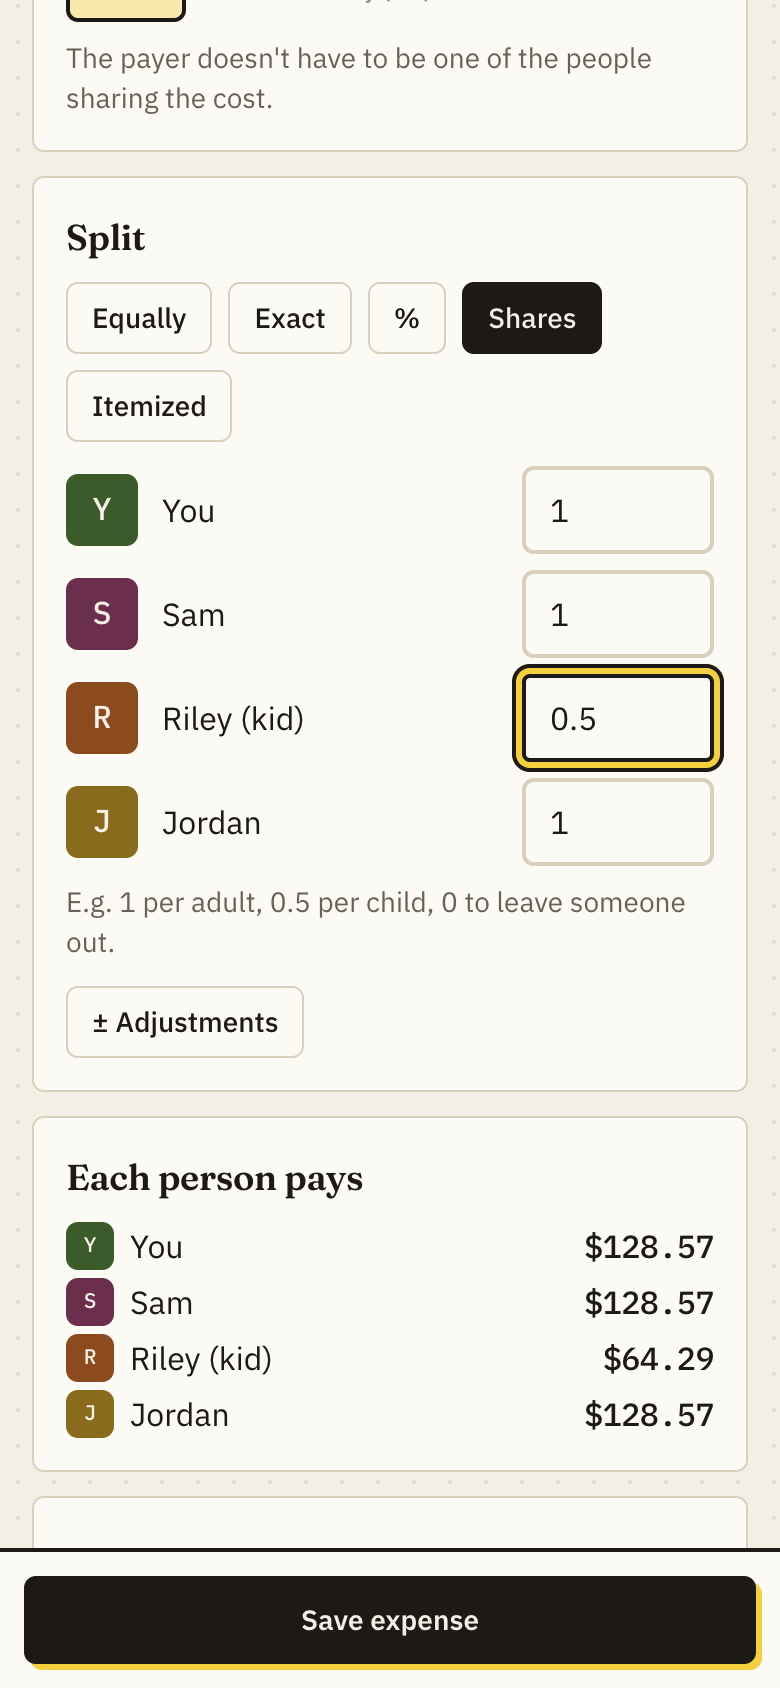 The payer doesn't have to be one of the people
sharing the cost.
Split
Equally Exact % Shares
Itemized
Y You 1
S Sam 1
R Riley (kid) 0.5
J Jordan 1
E.g. 1 per adult, 0.5 per child, 0 to leave someone
out.
± Adjustments
Each person pays
Y You $128.57
S Sam $128.57
R Riley (kid) $64.29
J Jordan $128.57
Save expense